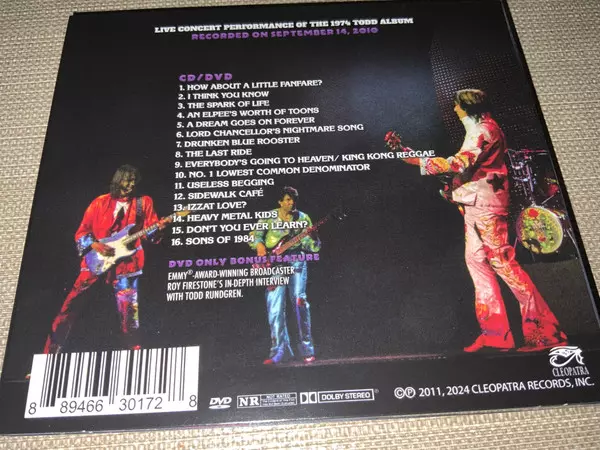 LIVE CONCERT PERFORMANCE OF THE 1974 TODD ALBUM
RECORDED ON SEPTEMBER 14, 2010
CD/DVD
1. HOW ABOUT A LITTLE FANFARE?
2. I THINK YOU KNOW
3. THE SPARK OF LIFE
4. AN ELPEE'S WORTH OF TOONS
5. A DREAM GOES ON FOREVER
6. LORD CHANCELLOR'S NIGHTMARE SONG
7. DRUNKEN BLUE ROOSTER
8. THE LAST RIDE
9. EVERYBODY'S GOING TO HEAVEN/ KING KONG REGGAE
10. NO. 1 LOWEST COMMON DENOMINATOR
11. USELESS BEGGING
12. SIDEWALK CAFÉ
13. IZZAT LOVE?
14. HEAVY METAL KIDS
15. DON'T YOU EVER LEARN?
16. SONS OF 1984
DVD ONLY BONUS FEATURE
EMMY®-AWARD-WINNING BROADCASTER
ROY FIRESTONE'S IN-DEPTH INTERVIEW
WITH TODD RUNDGREN.
8 89466 30172 8
DVD
NR NOT RATED
DOLBY STEREO
CLEOPATRA
©℗ 2011, 2024 CLEOPATRA RECORDS, INC.